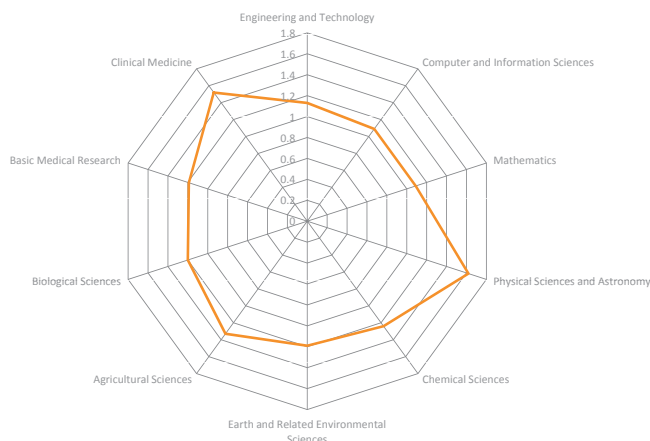 Engineering and Technology
1.8
1.6
1.4
1.2
1
0.8
0.6
0.4
0.2
0
Clinical Medicine
Computer and Information Sciences
Basic Medical Research
Mathematics
Biological Sciences
Physical Sciences and Astronomy
Agricultural Sciences
Chemical Sciences
Earth and Related Environmental
Sciences